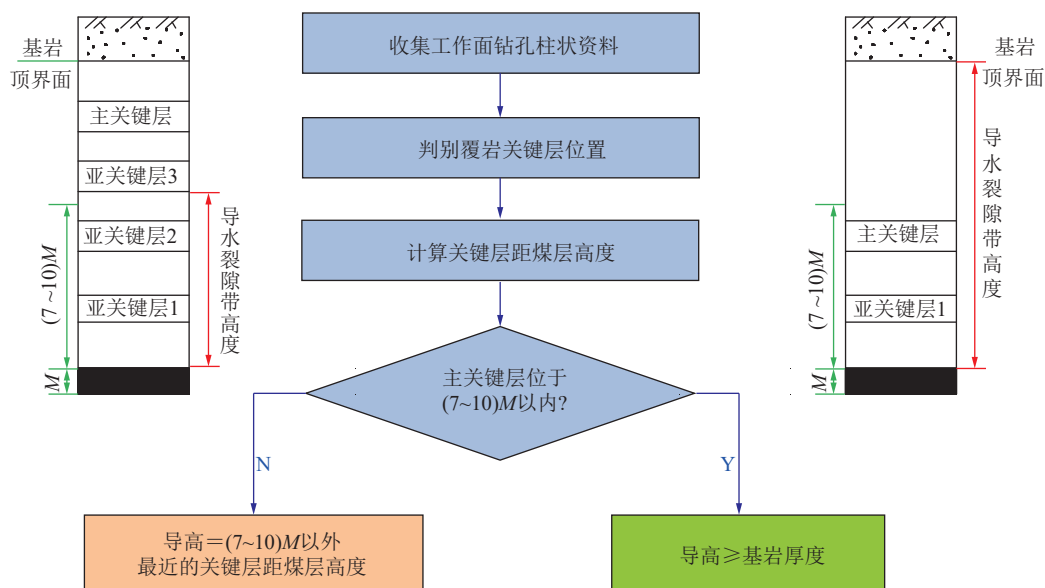 基岩
顶界面
主关键层
亚关键层3
亚关键层2
亚关键层1
(7~10)M
M
导水裂隙带高度
收集工作面钻孔柱状资料
判别覆岩关键层位置
计算关键层距煤层高度
主关键层位于
(7~10)M以内?
N
Y
导高＝(7~10)M以外
最近的关键层距煤层高度
导高≥基岩厚度
基岩
顶界面
主关键层
亚关键层1
(7~10)M
M
导水裂隙带高度